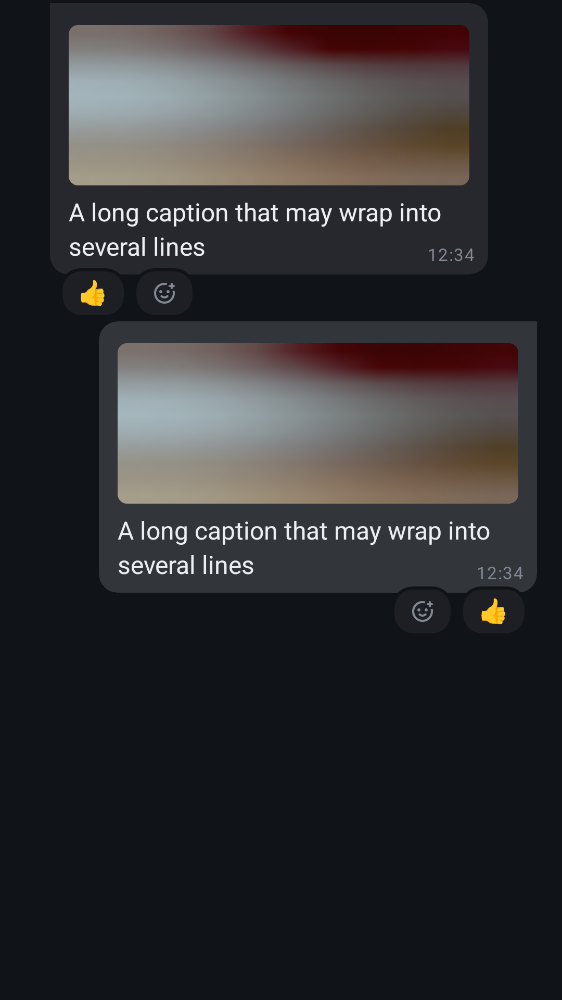 A long caption that may wrap into
several lines
12:34
👍
A long caption that may wrap into
several lines
12:34
👍